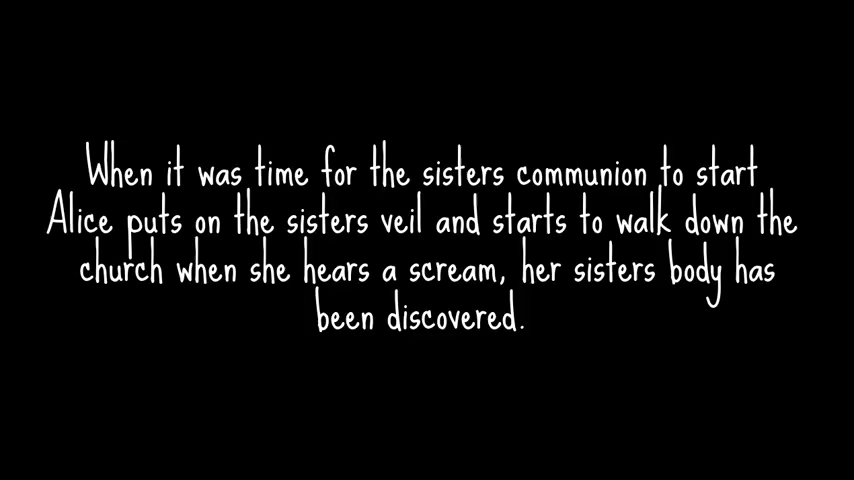 When it was time for the sisters communion to start
Alice puts on the sisters veil and starts to walk down the
church when she hears a scream, her sisters body has
been discovered.